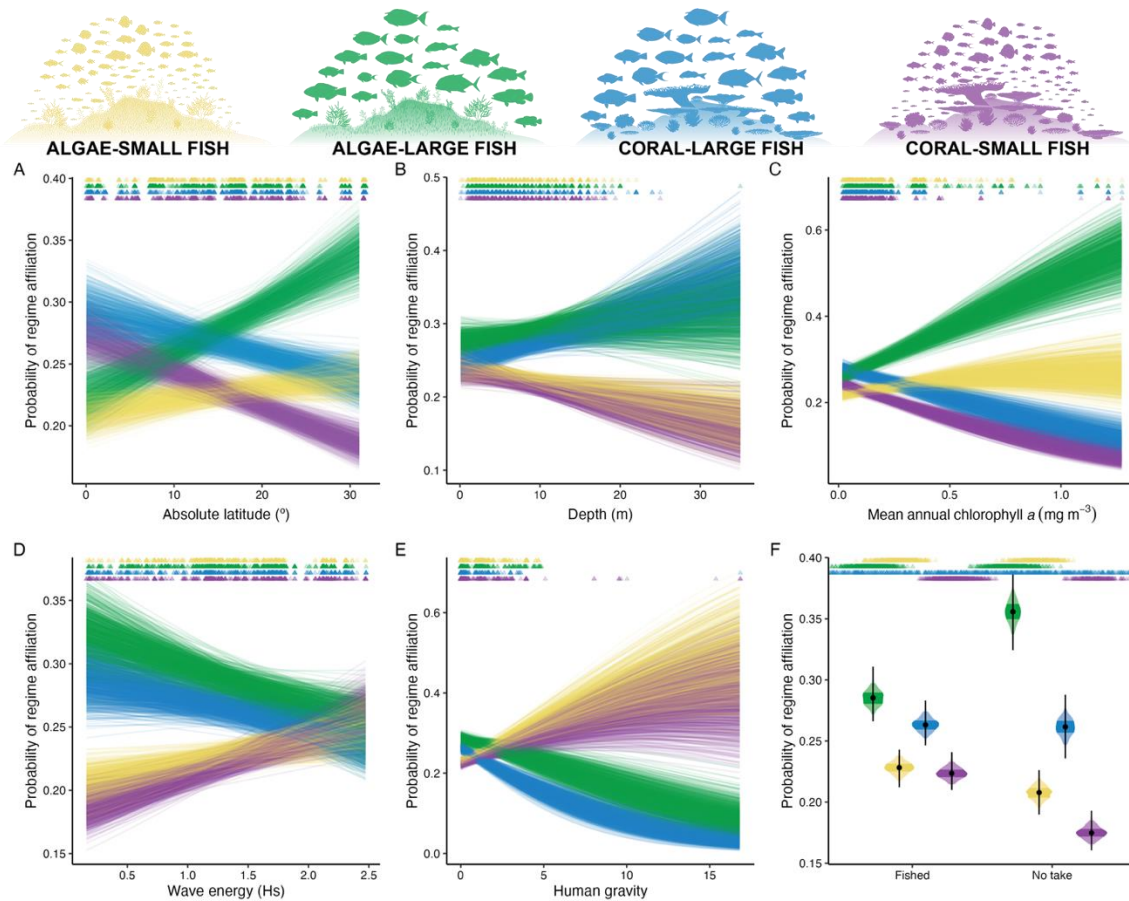 ALGAE-SMALL FISH
ALGAE-LARGE FISH
CORAL-LARGE FISH
CORAL-SMALL FISH
A
0.40
0.35
0.30
0.25
0.20
Probability of regime affiliation
0
10
20
30
Absolute latitude (º)
B
0.5
0.4
0.3
0.2
0.1
Probability of regime affiliation
0
10
20
30
Depth (m)
C
0.6
0.4
0.2
Probability of regime affiliation
0.0
0.5
1.0
Mean annual chlorophyll a (mg m⁻³)
D
0.35
0.30
0.25
0.20
0.15
Probability of regime affiliation
0.5
1.0
1.5
2.0
2.5
Wave energy (Hs)
E
0.6
0.4
0.2
0.0
Probability of regime affiliation
0
5
10
15
Human gravity
F
0.40
0.35
0.30
0.25
0.20
0.15
Probability of regime affiliation
Fished
No take